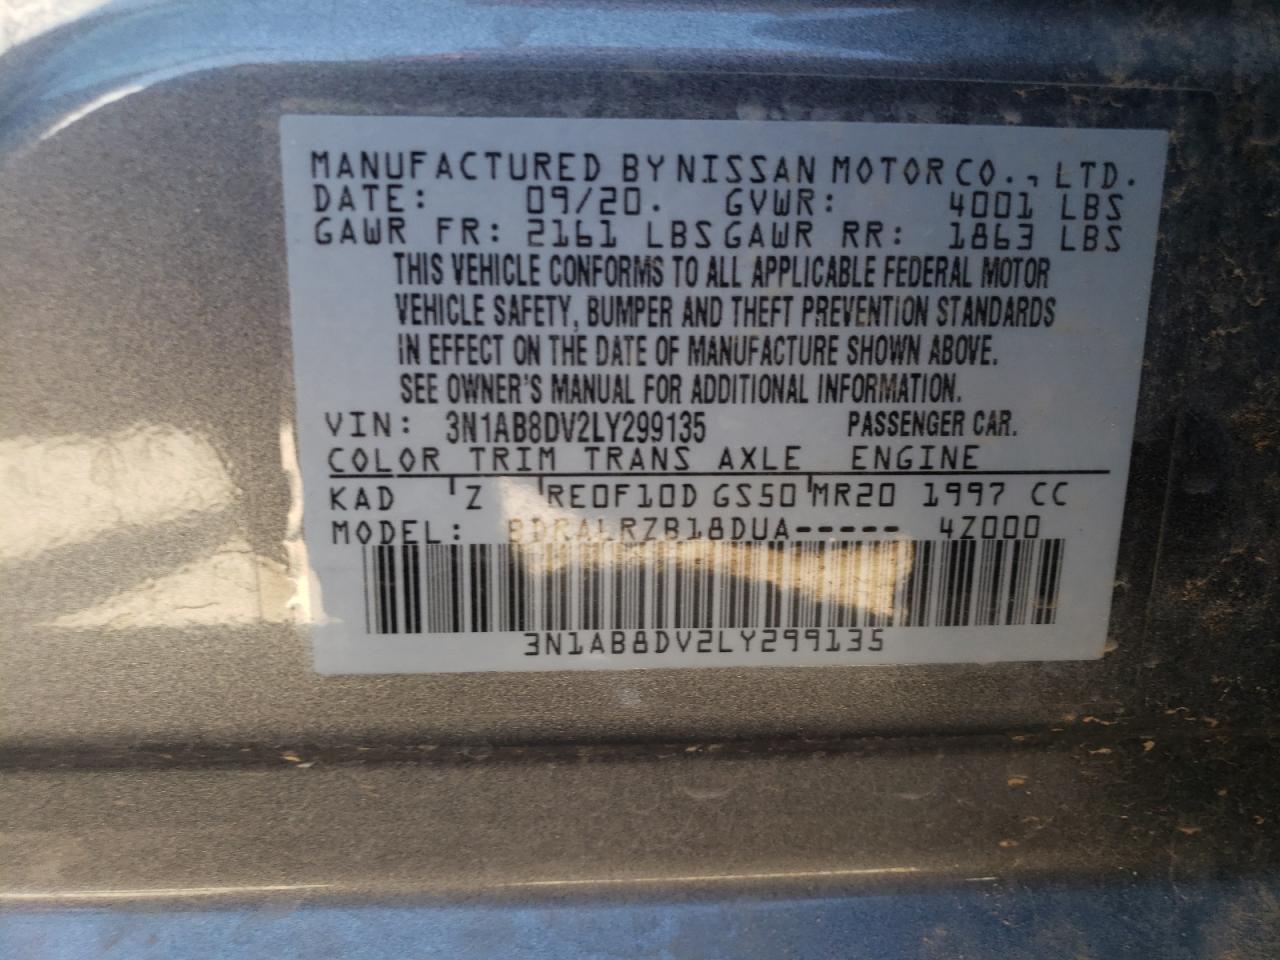 MANUFACTURED BY NISSAN MOTOR CO., LTD.
DATE: 09/20. GVWR: 4001 LBS
GAWR FR: 2161 LBS GAWR RR: 1863 LBS
THIS VEHICLE CONFORMS TO ALL APPLICABLE FEDERAL MOTOR
VEHICLE SAFETY, BUMPER AND THEFT PREVENTION STANDARDS
IN EFFECT ON THE DATE OF MANUFACTURE SHOWN ABOVE.
SEE OWNER'S MANUAL FOR ADDITIONAL INFORMATION.
VIN: 3N1AB8DV2LY299135 PASSENGER CAR.
COLOR TRIM TRANS AXLE ENGINE
KAD Z RE0F10D GS50 MR20 1997 CC
MODEL: BDRALRZB18DUA----- 4Z000
3N1AB8DV2LY299135